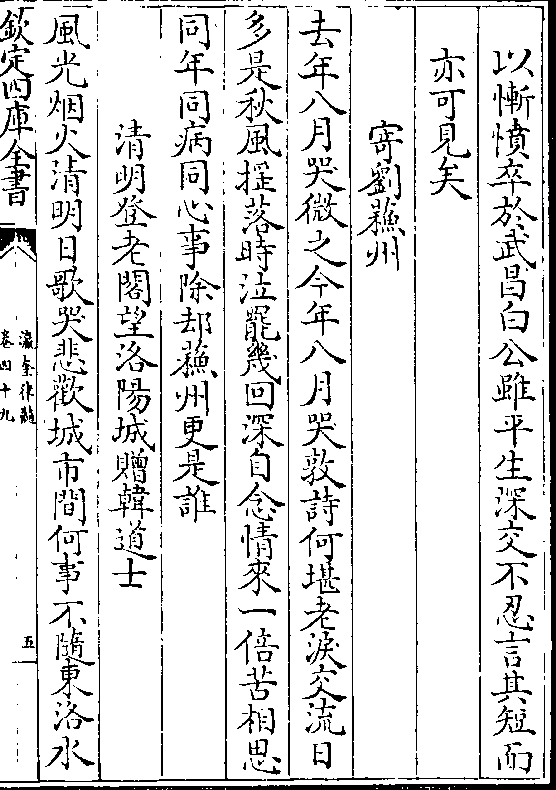 以慚憤卒於武昌白公雖平生深交不忍言其短而
亦可見矣
寄劉蘓州
去年八月哭微之今年八月哭敦詩何堪老淚交流日
多是秋風揺落時泣罷幾回深自念情來一倍苦相思
同年同病同心事除却蘓州更是誰
清明登老閣望洛陽城贈韓道士
風光烟火清明日歌哭悲歡城市間何事不隨東洛水
欽定四庫全書
瀛奎律髓
卷四十九
五